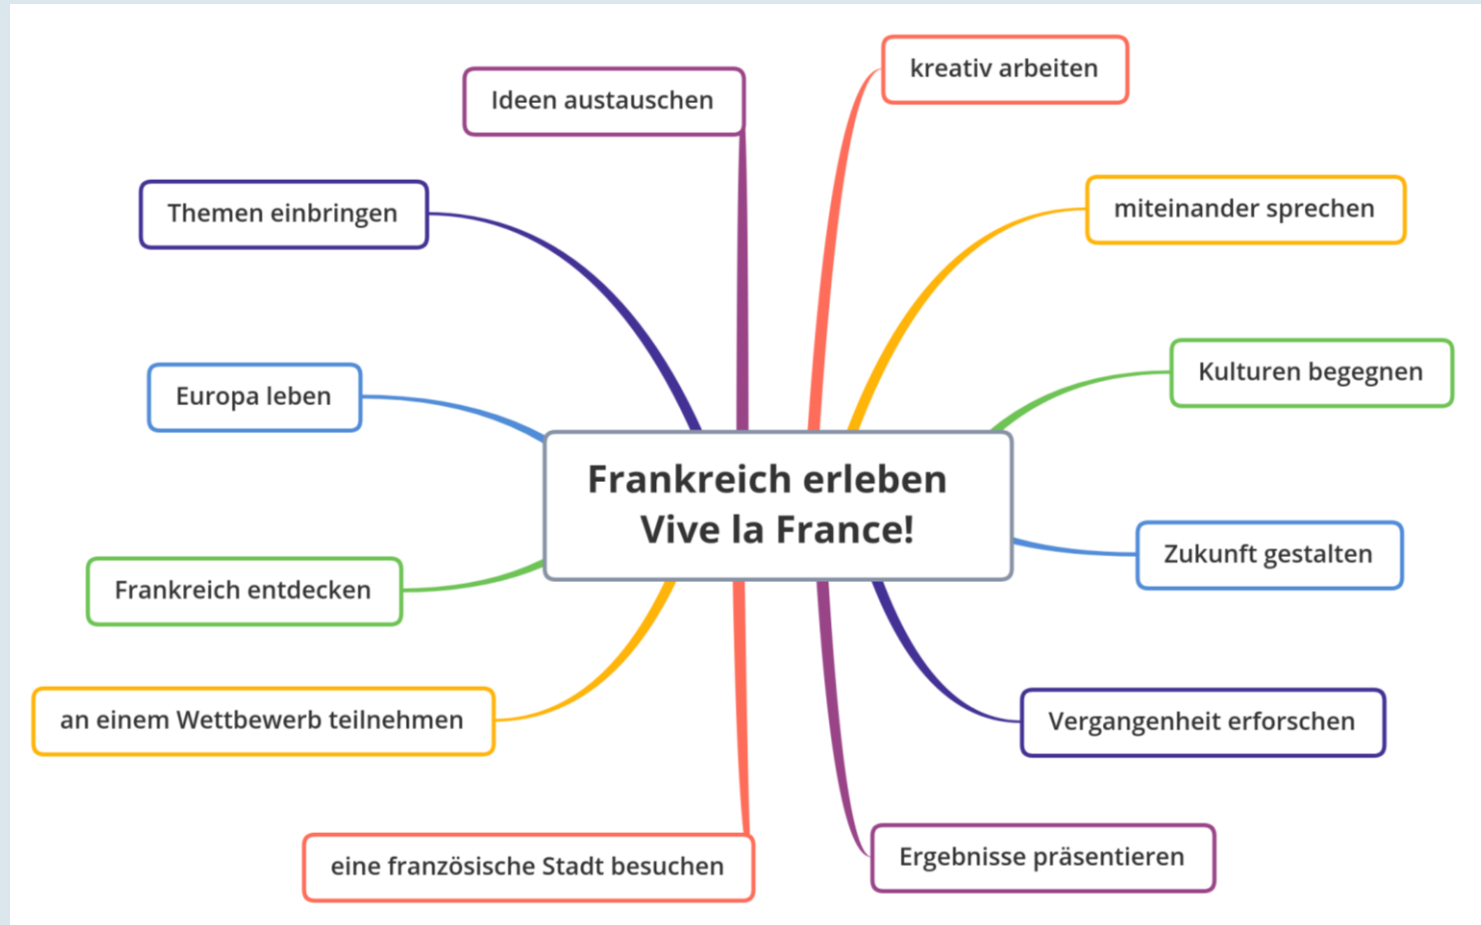 kreativ arbeiten
Ideen austauschen
miteinander sprechen
Themen einbringen
Kulturen begegnen
Europa leben
Frankreich erleben
Vive la France!
Zukunft gestalten
Frankreich entdecken
an einem Wettbewerb teilnehmen
Vergangenheit erforschen
Ergebnisse präsentieren
eine französische Stadt besuchen